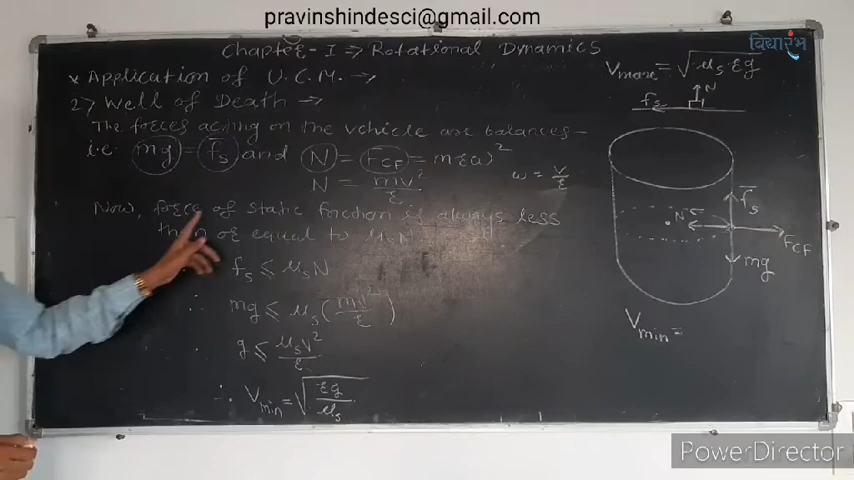 pravinshindesci@gmail.com
Chapter - I ⇒ Rotational Dynamics
विद्यारंभ
* Application of U.C.M. →
2) Well of Death →
The forces acting on the vehicle are balances
i.e. mg = fs and N = FCF = mrω²
N = mv²/r
ω = v/r
Now, force of static friction is always less
than or equal to μsN
fs ≤ μsN
∴ mg ≤ μs(mv²/r)
g ≤ μsv²/r
∴ Vmin = √(rg/μs)
Vmax = √(μs rg)
N
fs
fs
N
FCF
mg
Vmin =
PowerDirector